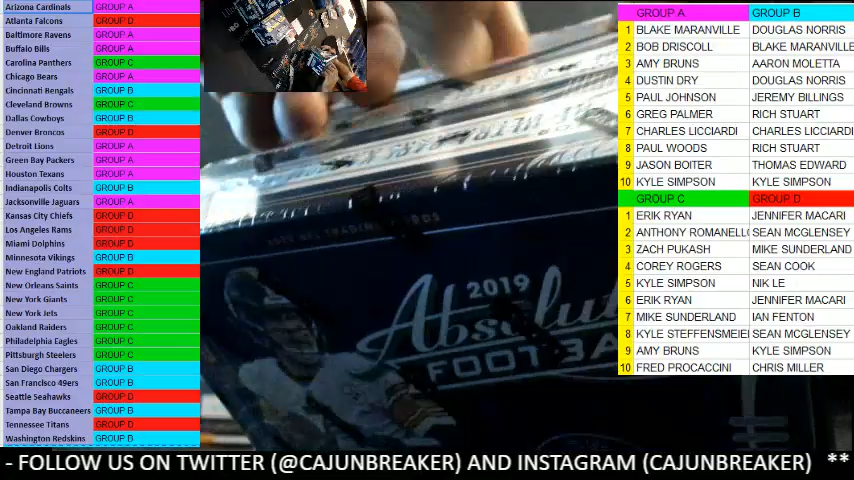 Arizona Cardinals GROUP A
Atlanta Falcons GROUP D
Baltimore Ravens GROUP A
Buffalo Bills GROUP A
Carolina Panthers GROUP C
Chicago Bears GROUP A
Cincinnati Bengals GROUP B
Cleveland Browns GROUP C
Dallas Cowboys GROUP B
Denver Broncos GROUP D
Detroit Lions GROUP A
Green Bay Packers GROUP A
Houston Texans GROUP A
Indianapolis Colts GROUP B
Jacksonville Jaguars GROUP A
Kansas City Chiefs GROUP D
Los Angeles Rams GROUP D
Miami Dolphins GROUP D
Minnesota Vikings GROUP B
New England Patriots GROUP D
New Orleans Saints GROUP C
New York Giants GROUP C
New York Jets GROUP C
Oakland Raiders GROUP C
Philadelphia Eagles GROUP C
Pittsburgh Steelers GROUP C
San Diego Chargers GROUP B
San Francisco 49ers GROUP B
Seattle Seahawks GROUP D
Tampa Bay Buccaneers GROUP B
Tennessee Titans GROUP D
Washington Redskins GROUP B
2019
Absolut
FOOTBA
GROUP A GROUP B
1 BLAKE MARANVILLE DOUGLAS NORRIS
2 BOB DRISCOLL BLAKE MARANVILLE
3 AMY BRUNS AARON MOLETTA
4 DUSTIN DRY DOUGLAS NORRIS
5 PAUL JOHNSON JEREMY BILLINGS
6 GREG PALMER RICH STUART
7 CHARLES LICCIARDI CHARLES LICCIARDI
8 PAUL WOODS RICH STUART
9 JASON BOITER THOMAS EDWARD
10 KYLE SIMPSON KYLE SIMPSON
GROUP C GROUP D
1 ERIK RYAN JENNIFER MACARI
2 ANTHONY ROMANELLO SEAN MCGLENSEY
3 ZACH PUKASH MIKE SUNDERLAND
4 COREY ROGERS SEAN COOK
5 KYLE SIMPSON NIK LE
6 ERIK RYAN JENNIFER MACARI
7 MIKE SUNDERLAND IAN FENTON
8 KYLE STEFFENSMEIE SEAN MCGLENSEY
9 AMY BRUNS KYLE SIMPSON
10 FRED PROCACCINI CHRIS MILLER
- FOLLOW US ON TWITTER (@CAJUNBREAKER) AND INSTAGRAM (CAJUNBREAKER) **